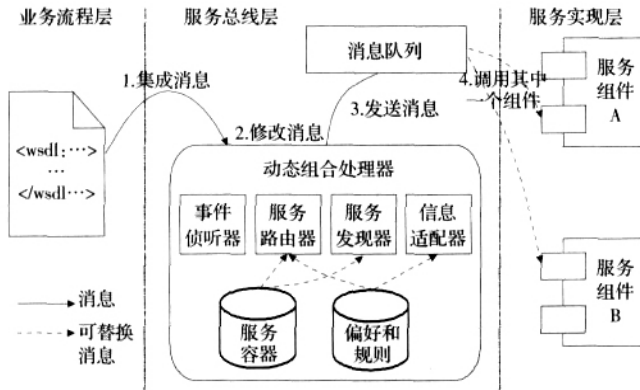 业务流程层
服务总线层
服务实现层
消息队列
1.集成消息
2.修改消息
3.发送消息
4.调用其中
一个组件
服务
组件
A
<wsdl:…>
…
</wsdl…>
动态组合处理器
事件
侦听器
服务
路由器
服务
发现器
信息
适配器
服务
容器
偏好和
规则
服务
组件
B
消息
可替换
消息